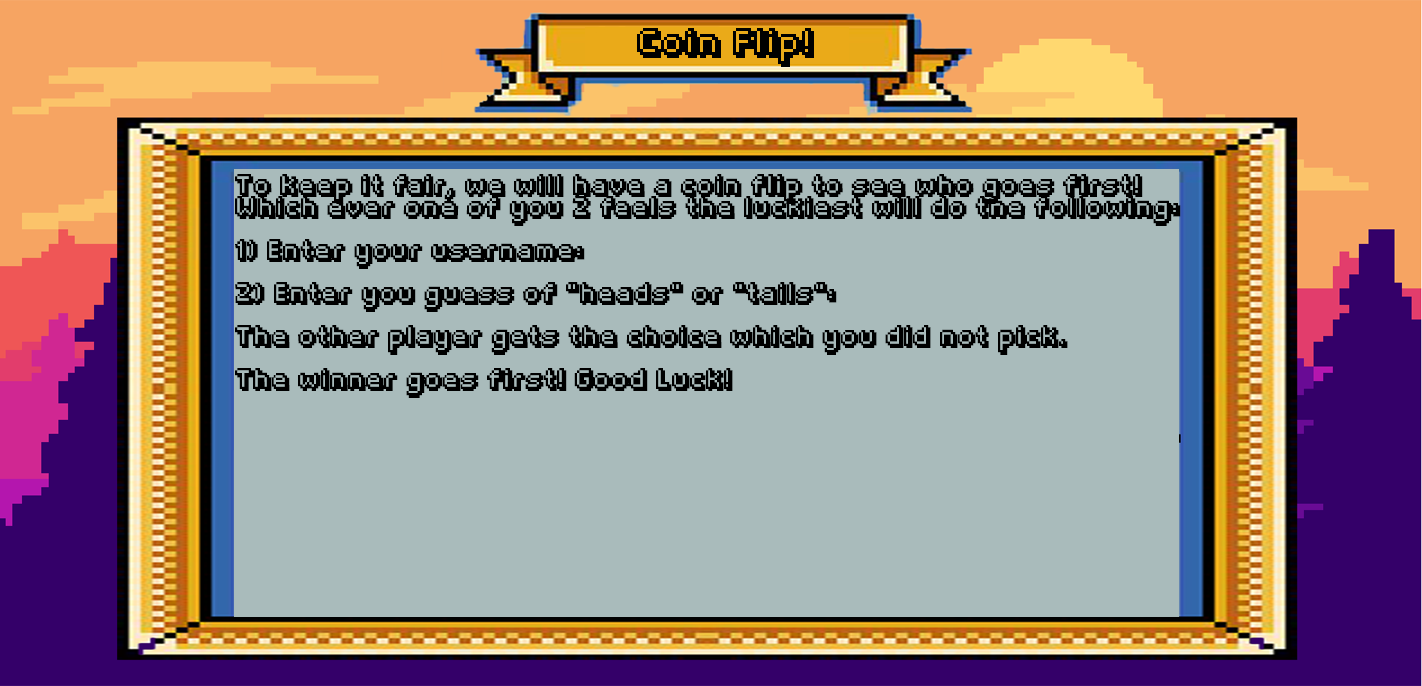 Coin Flip!
To keep it fair, we will have a coin flip to see who goes first!
Which ever one of you 2 feels the luckiest will do the following:
1) Enter your username:
2) Enter you guess of "heads" or "tails":
The other player gets the choice which you did not pick.
The winner goes first! Good Luck!